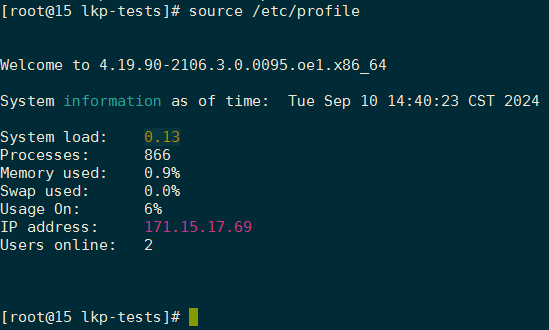 [root@15 lkp-tests]# source /etc/profile
Welcome to 4.19.90-2106.3.0.0095.oe1.x86_64
System information as of time:  Tue Sep 10 14:40:23 CST 2024
System load:    0.13
Processes:      866
Memory used:    0.9%
Swap used:      0.0%
Usage On:       6%
IP address:     171.15.17.69
Users online:   2
[root@15 lkp-tests]#